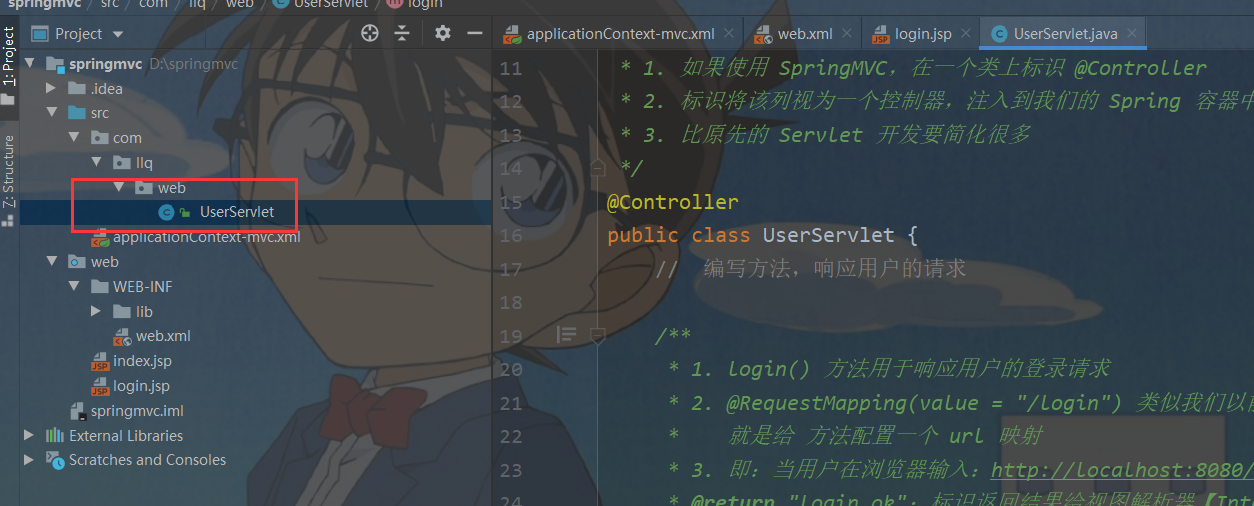 springmvc / src / com / llq / web / UserServlet / login
Project
applicationContext-mvc.xml
web.xml
login.jsp
UserServlet.java
1: Project
Z: Structure
springmvc D:\springmvc
.idea
src
com
llq
web
UserServlet
applicationContext-mvc.xml
web
WEB-INF
lib
web.xml
index.jsp
login.jsp
springmvc.iml
External Libraries
Scratches and Consoles
11 * 1. 如果使用 SpringMVC，在一个类上标识 @Controller
12 * 2. 标识将该列视为一个控制器，注入到我们的 Spring 容器中
13 * 3. 比原先的 Servlet 开发要简化很多
14 */
15 @Controller
16 public class UserServlet {
17 // 编写方法，响应用户的请求
18
19 /**
20 * 1. login() 方法用于响应用户的登录请求
21 * 2. @RequestMapping(value = "/login") 类似我们以前
22 * 就是给 方法配置一个 url 映射
23 * 3. 即：当用户在浏览器输入：http://localhost:8080/
24 * @return "login_ok"：标识返回结果给视图解析器【Inte